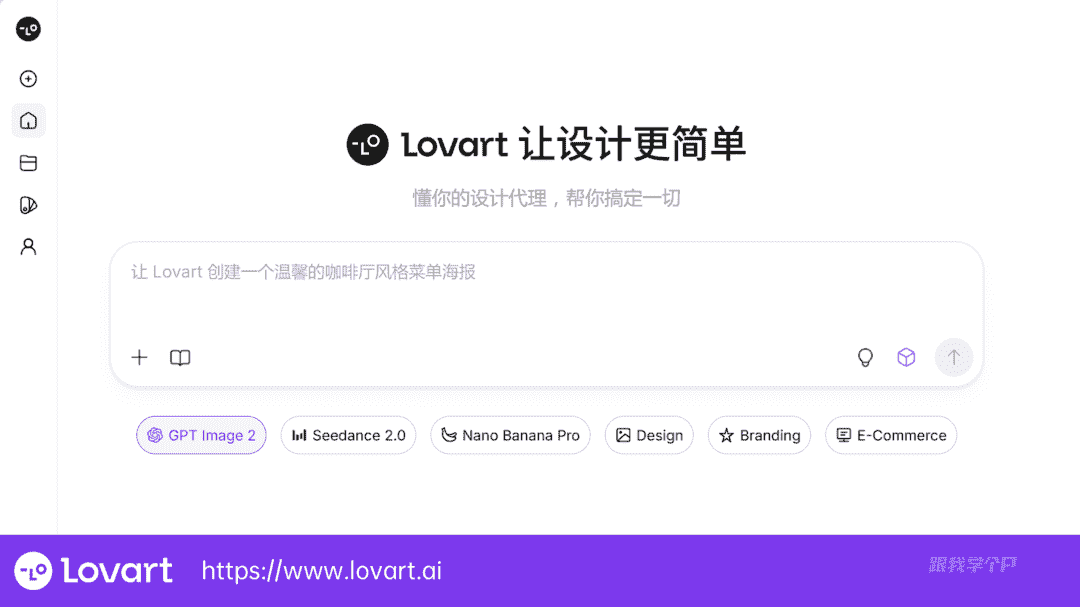 Lovart 让设计更简单
懂你的设计代理，帮你搞定一切
让 Lovart 创建一个温馨的咖啡厅风格菜单海报
GPT Image 2
Seedance 2.0
Nano Banana Pro
Design
Branding
E-Commerce
Lovart
https://www.lovart.ai
跟我学个P